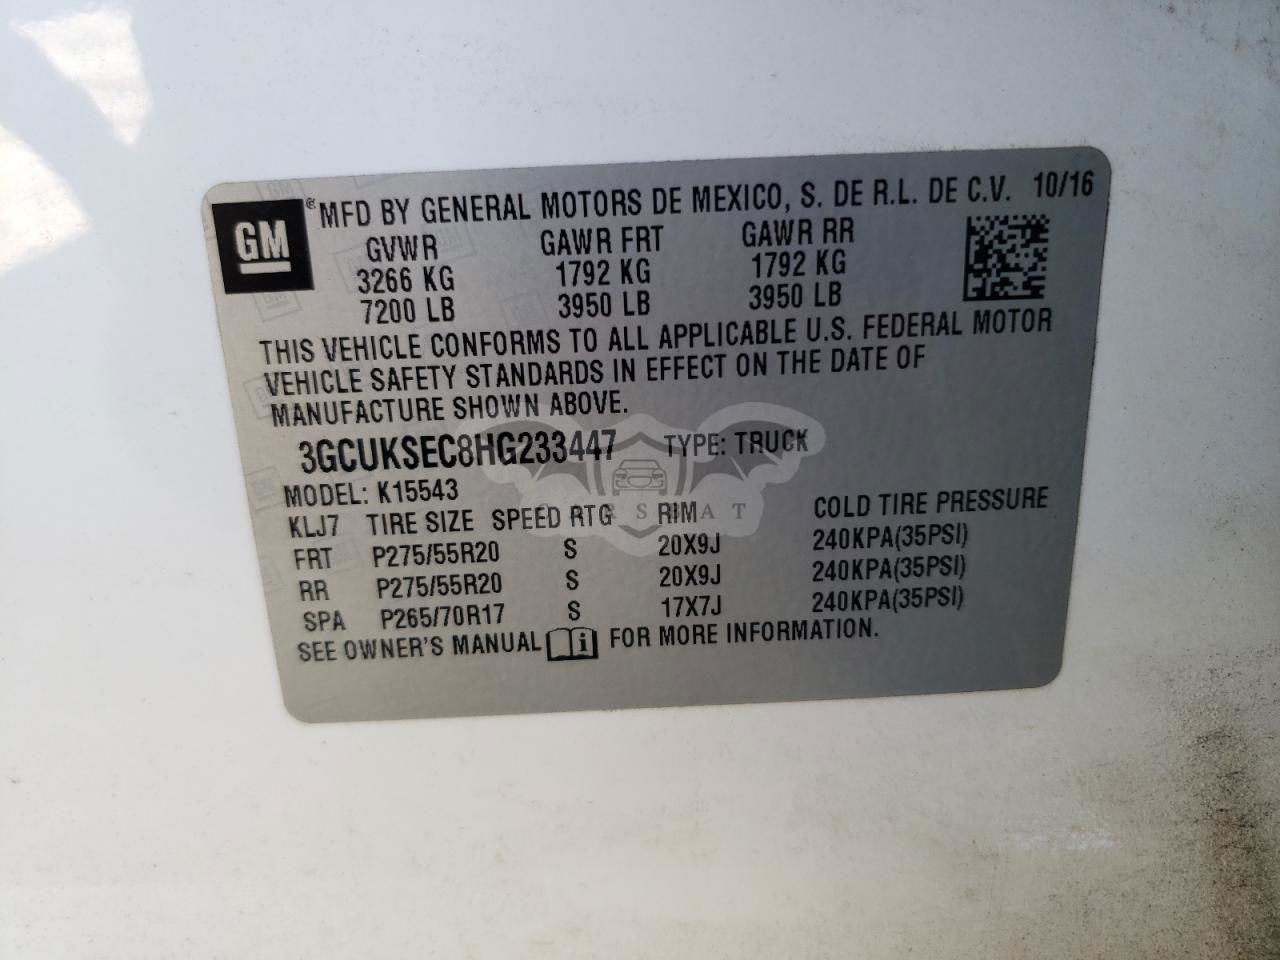 GM ® MFD BY GENERAL MOTORS DE MEXICO, S. DE R.L. DE C.V. 10/16
GVWR GAWR FRT GAWR RR
3266 KG 1792 KG 1792 KG
7200 LB 3950 LB 3950 LB
THIS VEHICLE CONFORMS TO ALL APPLICABLE U.S. FEDERAL MOTOR
VEHICLE SAFETY STANDARDS IN EFFECT ON THE DATE OF
MANUFACTURE SHOWN ABOVE.
3GCUKSEC8HG233447 TYPE: TRUCK
MODEL: K15543
KLJ7 TIRE SIZE SPEED RTG RIM COLD TIRE PRESSURE
FRT P275/55R20 S 20X9J 240KPA(35PSI)
RR P275/55R20 S 20X9J 240KPA(35PSI)
SPA P265/70R17 S 17X7J 240KPA(35PSI)
SEE OWNER'S MANUAL i FOR MORE INFORMATION.